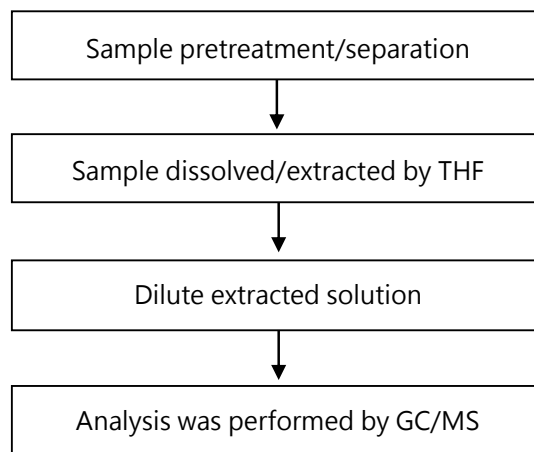 Sample pretreatment/separation
Sample dissolved/extracted by THF
Dilute extracted solution
Analysis was performed by GC/MS